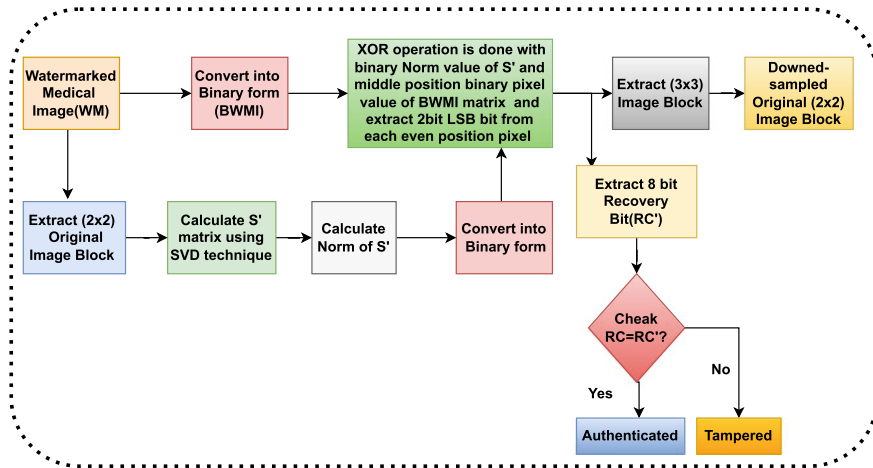 Watermarked
Medical
Image(WM)
Convert into
Binary form
(BWMI)
XOR operation is done with
binary Norm value of S' and
middle position binary pixel
value of BWMI matrix and
extract 2bit LSB bit from
each even position pixel
Extract (3x3)
Image Block
Downed-
sampled
Original (2x2)
Image Block
Extract (2x2)
Original
Image Block
Calculate S'
matrix using
SVD technique
Calculate
Norm of S'
Convert into
Binary form
Extract 8 bit
Recovery
Bit(RC')
Cheak
RC=RC'?
Yes
No
Authenticated
Tampered